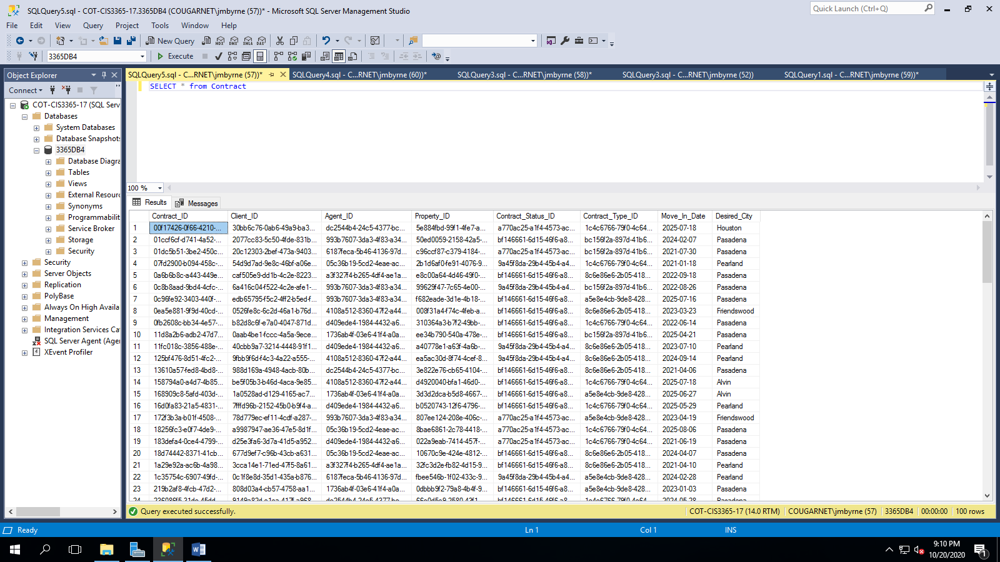 SQLQuery5.sql - COT-CIS3365-17.3365DB4 (COUGARNET\jmbyrne (57))* - Microsoft SQL Server Management Studio
Quick Launch (Ctrl+Q)
File Edit View Query Project Tools Window Help
New Query
MDX DMX XMLA DAX
3365DB4 Execute
Object Explorer
SQLQuery5.sql - C...RNET\jmbyrne (57))* SQLQuery4.sql - C...RNET\jmbyrne (60))* SQLQuery3.sql - C...RNET\jmbyrne (58))* SQLQuery3.sql - C...RNET\jmbyrne (52)) SQLQuery1.sql - C...RNET\jmbyrne (59))*
Connect
SELECT * from Contract
COT-CIS3365-17 (SQL Serv
Databases
System Databases
Database Snapshots
3365DB4
Database Diagra
Tables
Views
External Resourc
Synonyms
Programmabilit
Service Broker
Storage
Security
Security
Server Objects
Replication
PolyBase
Always On High Availa
Management
Integration Services Ca
SQL Server Agent (Agen
XEvent Profiler
100 %
Results Messages
Contract_ID Client_ID Agent_ID Property_ID Contract_Status_ID Contract_Type_ID Move_In_Date Desired_City
1 00f17426-0f66-4210-... 30bb6c76-0ab6-49a9-ba3... dc2544b4-24c5-4377-bc... 5e884fbd-99f1-4fe7-a... a770ac25-a1f4-4573-ac... 1c4c6766-79f0-4c64... 2025-07-18 Houston
2 01ccf6cf-d741-4a52-... 2077cc83-5c50-4fde-831b... 993b7607-3da3-4f83-a34... 50ed0059-2158-42a5-... bf146661-6d15-46f6-a8... bc156f2a-897d-41b6... 2024-02-07 Pasadena
3 01dc5b51-3be2-450c... 20c12303-2bef-473a-9403... 6187feca-5b46-4136-97d... c96ccf87-c379-4184-... a770ac25-a1f4-4573-ac... bc156f2a-897d-41b6... 2021-07-30 Pasadena
4 07fd2900-b094-458c-... 54d9d7ad-9e8c-46bf-a06e... 05c36b19-5cd2-4eae-ac... 2b1d6af0-fe91-4076-9... 9a45f8da-29b4-45b4-a4... 1c4c6766-79f0-4c64... 2021-01-18 Pearland
5 0a6b6b8c-a443-449e... caf505e9-dd1b-4c2e-8223... a3f327f4-b265-4df4-ae1a... e8c00a64-4d46-49f0-... bf146661-6d15-46f6-a8... 8c6e86e6-2b05-418... 2022-09-18 Pasadena
6 0c8b8aad-9bd4-4cfc-... 6a416c04-f522-4c2e-afe1-... 993b7607-3da3-4f83-a34... 99629f47-7c65-4e00-... 9a45f8da-29b4-45b4-a4... bc156f2a-897d-41b6... 2022-08-26 Pasadena
7 0c96fe92-3403-440f-... edb65795-f5c2-4ff2-b5ed-f... 993b7607-3da3-4f83-a34... f682eade-3d1e-4b18-... bf146661-6d15-46f6-a8... a5e8e4cb-9de8-428... 2025-07-16 Pasadena
8 0ea5e881-9f9d-40cd-... 0526fe8c-6c2d-46a1-b76d... 4108a512-8360-47f2-a44... 008f31a4-f74c-4feb-a... bf146661-6d15-46f6-a8... 8c6e86e6-2b05-418... 2023-03-23 Friendswood
9 0fb2608c-bb34-4e57-... b82d8c6f-e7a0-4047-871d... d409ede4-1984-4432-a6... 310364a3-b7f2-49bb-... bf146661-6d15-46f6-a8... bc156f2a-897d-41b6... 2022-06-14 Pasadena
10 11d8a2b6-adb2-47d7... 0aab4be1-fccc-4a5a-9ece... 1736ab4f-03e6-41f4-a0a... ee34b790-540a-478e-... bf146661-6d15-46f6-a8... bc156f2a-897d-41b6... 2025-04-21 Pasadena
11 11fc018c-3856-488e-... 40cbb9a7-3214-4448-91f1... d409ede4-1984-4432-a6... a40778e1-a63f-4a6b-... 9a45f8da-29b4-45b4-a4... 8c6e86e6-2b05-418... 2023-07-10 Pearland
12 125bf476-8d51-4fc2-... 9fbb9f6d-f4c3-4a22-a555-... 4108a512-8360-47f2-a44... ea5ac30d-8f74-4cef-8... 9a45f8da-29b4-45b4-a4... 8c6e86e6-2b05-418... 2024-09-14 Pearland
13 13610a57-fed8-4bd8-... 988d169a-4948-4acb-80b... dc2544b4-24c5-4377-bc... 3e822e76-cb65-4104-... bf146661-6d15-46f6-a8... 8c6e86e6-2b05-418... 2021-04-06 Pasadena
14 158794a0-a4d7-4b85... be5f05b3-b46d-4aca-9e85... 4108a512-8360-47f2-a44... d4920040-bfa1-46d0-... bf146661-6d15-46f6-a8... 1c4c6766-79f0-4c64... 2025-07-18 Alvin
15 168909c8-5afd-403d-... 1a0528ad-d129-4165-ac7... 1736ab4f-03e6-41f4-a0a... 3d3d2dca-b5d8-4667-... bf146661-6d15-46f6-a8... a5e8e4cb-9de8-428... 2025-06-27 Alvin
16 16d0fa83-21a5-4831-... 7fffd96b-2152-45b0-b9f4-a... d409ede4-1984-4432-a6... b0520743-12f6-4796-... bf146661-6d15-46f6-a8... a5e8e4cb-9de8-428... 2025-05-29 Pearland
17 172f3b3a-b01f-4508-... 78d779ec-ef11-4cdf-a287-... 993b7607-3da3-4f83-a34... 807ee124-208e-406c-... a770ac25-a1f4-4573-ac... a5e8e4cb-9de8-428... 2023-04-19 Friendswood
18 18256fc3-e0f7-4de9-... a9987947-ae36-47e5-8d1f... 05c36b19-5cd2-4eae-ac... 8bae6861-2c78-4418-... a770ac25-a1f4-4573-ac... 1c4c6766-79f0-4c64... 2025-08-06 Pasadena
19 183defa4-0ce4-4799-... d25e3fa6-3d7a-41d5-a952... d409ede4-1984-4432-a6... 022a9eab-7414-457f-... a770ac25-a1f4-4573-ac... 1c4c6766-79f0-4c64... 2021-06-19 Pasadena
20 18d74442-8371-41cb... 677d9ef7-c96b-43cb-a631... 05c36b19-5cd2-4eae-ac... 10670c9e-424e-4812-... bf146661-6d15-46f6-a8... 8c6e86e6-2b05-418... 2024-04-07 Pasadena
21 1a29e92a-ac6b-4a98... 3cca14e1-71ed-47f5-8a61... a3f327f4-b265-4df4-ae1a... 32fc3d2e-fb82-4d15-9... bf146661-6d15-46f6-a8... 8c6e86e6-2b05-418... 2021-04-10 Pearland
22 1c35754c-6907-49fd-... 0c1f8e8d-35d1-435a-b876... 6187feca-5b46-4136-97d... fbee546b-1f02-433c-9... 9a45f8da-29b4-45b4-a4... 8c6e86e6-2b05-418... 2024-02-28 Pearland
23 219b2af8-4fcb-47d2-... 808d03a4-cb57-4758-aa1... 1736ab4f-03e6-41f4-a0a... 0dbbb9f2-79a8-4b4f-9... bf146661-6d15-46f6-a8... a5e8e4cb-9de8-428... 2023-01-03 Pasadena
Query executed successfully. COT-CIS3365-17 (14.0 RTM) COUGARNET\jmbyrne (57) 3365DB4 00:00:00 100 rows
Ready Ln 1 Col 1 INS
9:10 PM
10/20/2020
1